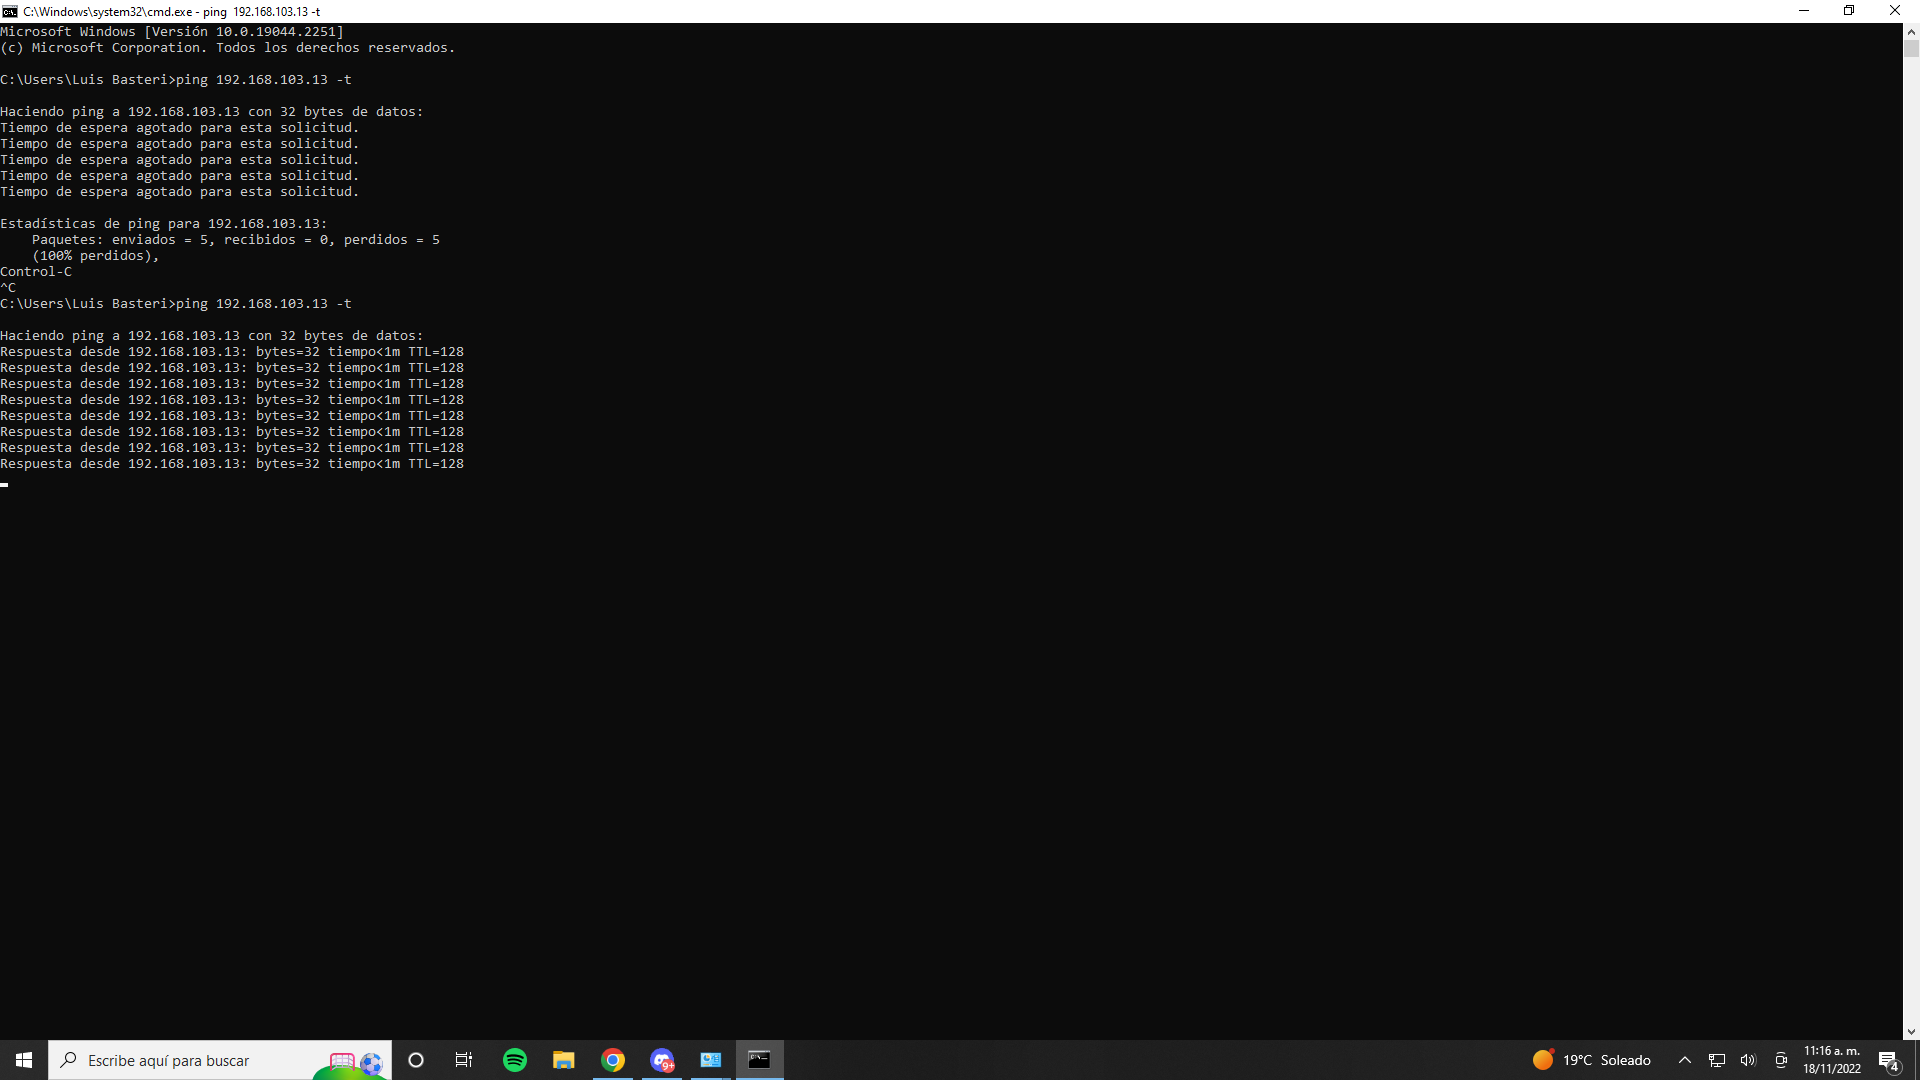 C:\Windows\system32\cmd.exe - ping  192.168.103.13 -t
Microsoft Windows [Versión 10.0.19044.2251]
(c) Microsoft Corporation. Todos los derechos reservados.
C:\Users\Luis Basteri>ping 192.168.103.13 -t
Haciendo ping a 192.168.103.13 con 32 bytes de datos:
Tiempo de espera agotado para esta solicitud.
Tiempo de espera agotado para esta solicitud.
Tiempo de espera agotado para esta solicitud.
Tiempo de espera agotado para esta solicitud.
Tiempo de espera agotado para esta solicitud.
Estadísticas de ping para 192.168.103.13:
    Paquetes: enviados = 5, recibidos = 0, perdidos = 5
    (100% perdidos),
Control-C
^C
C:\Users\Luis Basteri>ping 192.168.103.13 -t
Haciendo ping a 192.168.103.13 con 32 bytes de datos:
Respuesta desde 192.168.103.13: bytes=32 tiempo<1m TTL=128
Respuesta desde 192.168.103.13: bytes=32 tiempo<1m TTL=128
Respuesta desde 192.168.103.13: bytes=32 tiempo<1m TTL=128
Respuesta desde 192.168.103.13: bytes=32 tiempo<1m TTL=128
Respuesta desde 192.168.103.13: bytes=32 tiempo<1m TTL=128
Respuesta desde 192.168.103.13: bytes=32 tiempo<1m TTL=128
Respuesta desde 192.168.103.13: bytes=32 tiempo<1m TTL=128
Respuesta desde 192.168.103.13: bytes=32 tiempo<1m TTL=128
Escribe aquí para buscar
9+
19°C Soleado
11:16 a. m.
18/11/2022
4